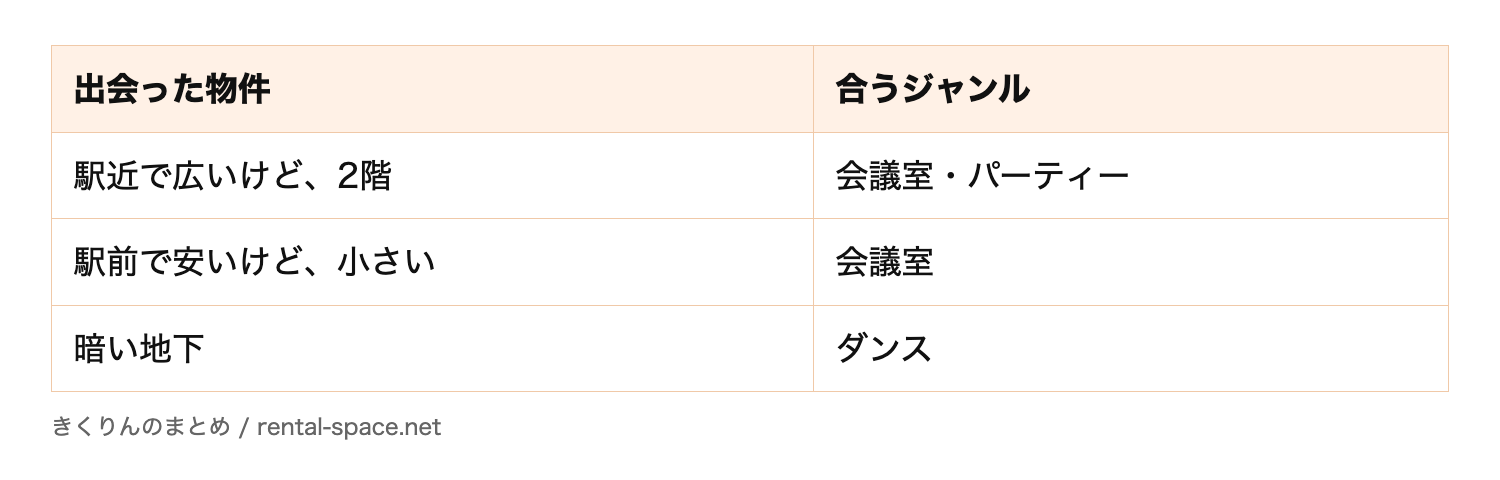 出会った物件 合うジャンル
駅近で広いけど、2階 会議室・パーティー
駅前で安いけど、小さい 会議室
暗い地下 ダンス
きくりんのまとめ / rental-space.net